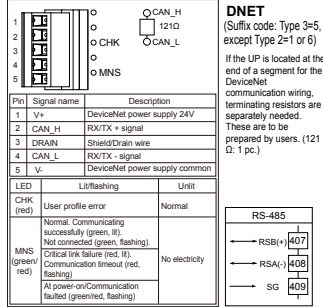 1
2
3
4
5
CHK
MNS
CAN_H
121Ω
CAN_L
Pin Signal name Description
1 V+ DeviceNet power supply 24V
2 CAN_H RX/TX + signal
3 DRAIN Shield/Drain wire
4 CAN_L RX/TX - signal
5 V- DeviceNet power supply common
LED Lit/flashing Unlit
CHK (red) User profile error Normal
MNS (green/ red)
Normal. Communicating
successfully (green, lit).
Not connected (green, flashing).
Critical link failure (red, lit).
Communication timeout (red,
flashing)
At power-on/Communication
faulted (green/red, flashing)
No electricity
DNET
(Suffix code: Type 3=5,
except Type 2=1 or 6)
If the UP is located at the
end of a segment for the
DeviceNet
communication wiring,
terminating resistors are
separately needed.
These are to be
prepared by users. (121
Ω: 1 pc.)
RS-485
RSB(+) 407
RSA(-) 408
SG 409